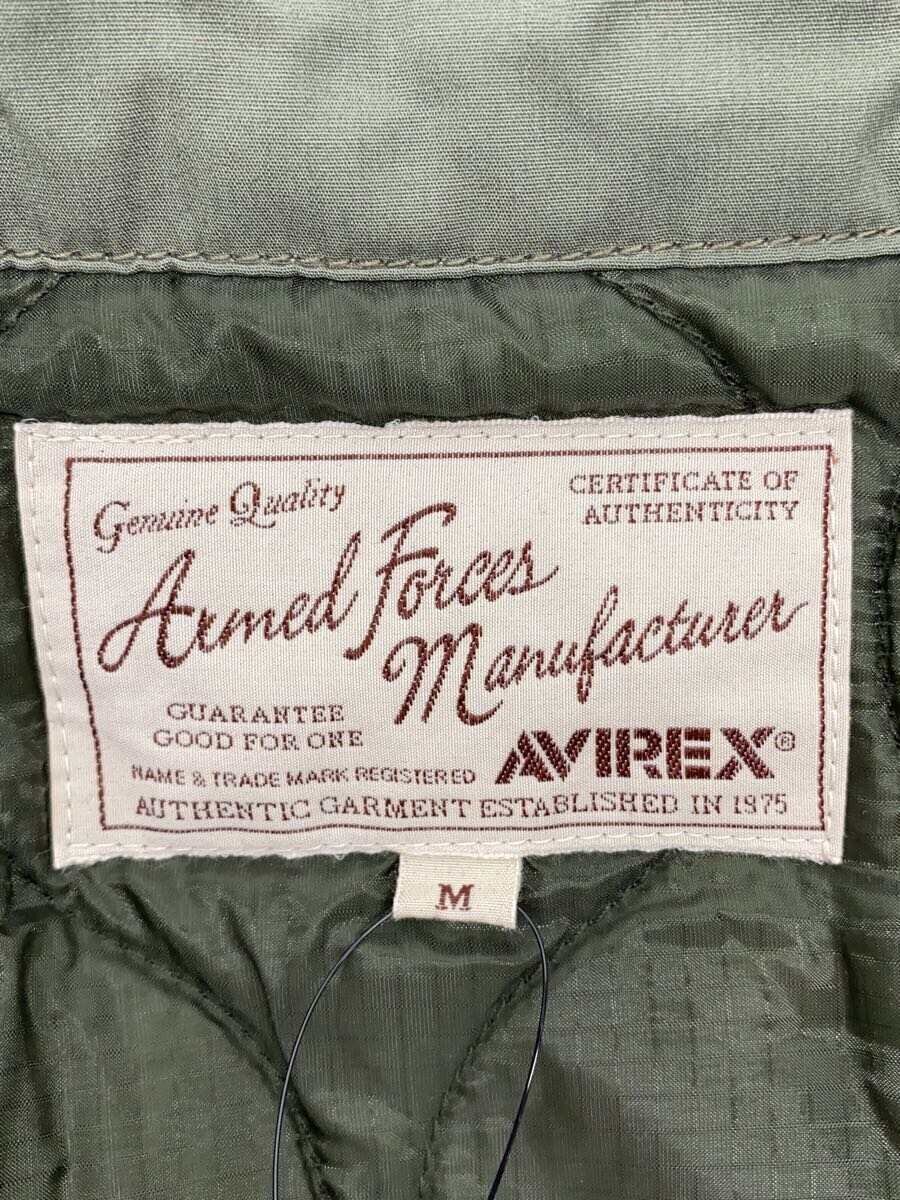 Genuine Quality
CERTIFICATE OF
AUTHENTICITY
Armed Forces
Manufacturer
GUARANTEE
GOOD FOR ONE
AVIREX®
NAME & TRADE MARK REGISTERED
AUTHENTIC GARMENT ESTABLISHED IN 1975
M